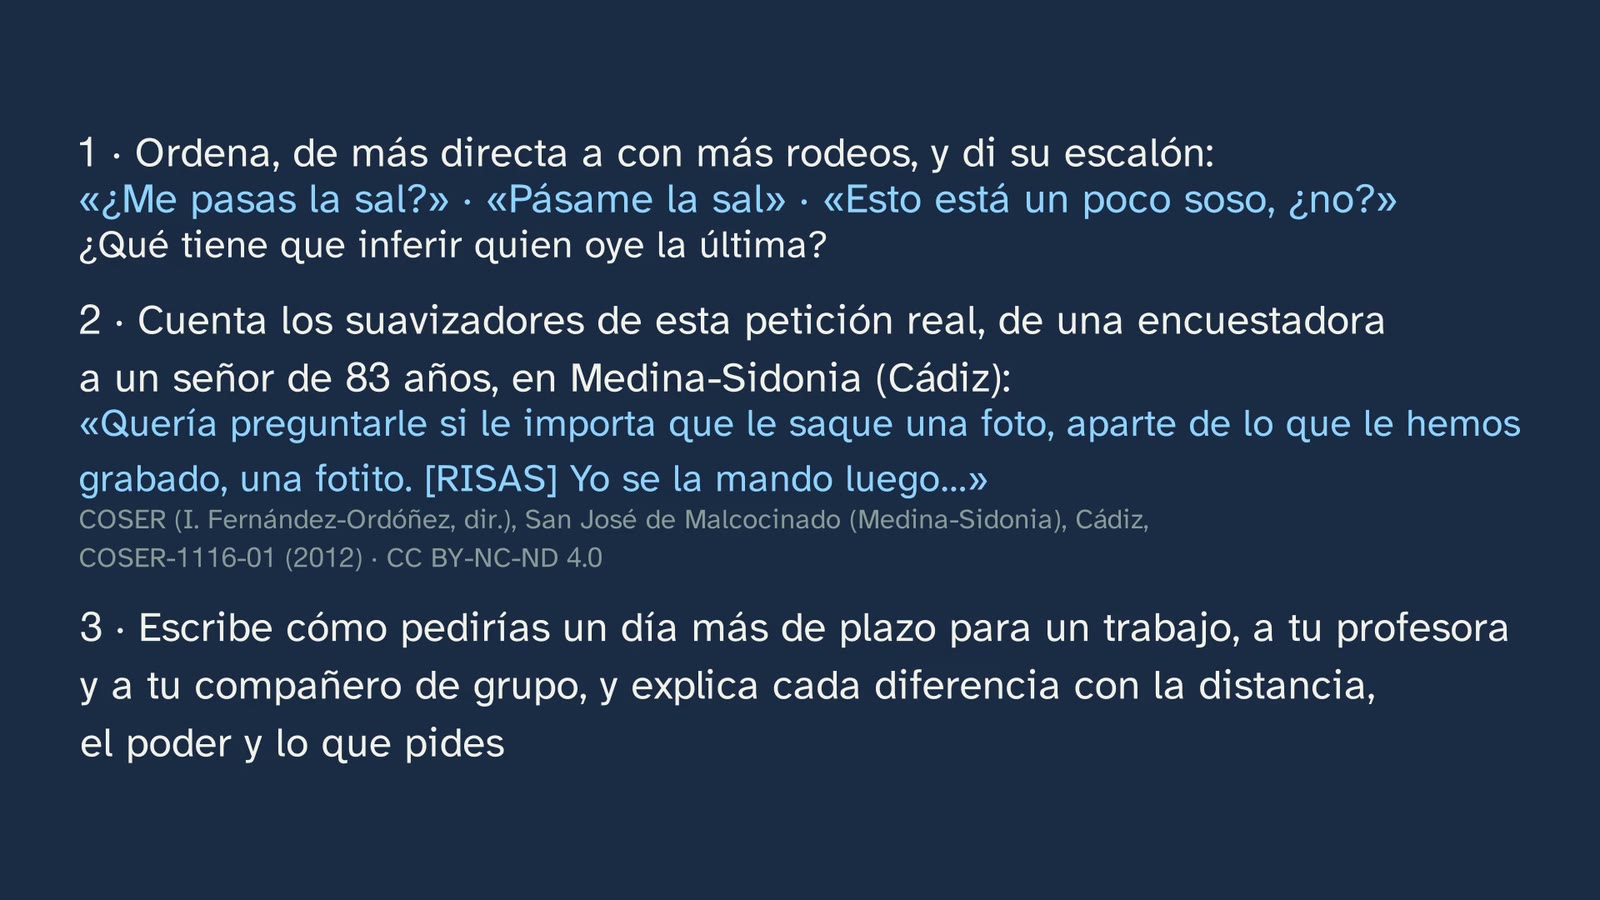 1 · Ordena, de más directa a con más rodeos, y di su escalón:
«¿Me pasas la sal?» · «Pásame la sal» · «Esto está un poco soso, ¿no?»
¿Qué tiene que inferir quien oye la última?
2 · Cuenta los suavizadores de esta petición real, de una encuestadora
a un señor de 83 años, en Medina-Sidonia (Cádiz):
«Quería preguntarle si le importa que le saque una foto, aparte de lo que le hemos
grabado, una fotito. [RISAS] Yo se la mando luego...»
COSER (I. Fernández-Ordóñez, dir.), San José de Malcocinado (Medina-Sidonia), Cádiz,
COSER-1116-01 (2012) · CC BY-NC-ND 4.0
3 · Escribe cómo pedirías un día más de plazo para un trabajo, a tu profesora
y a tu compañero de grupo, y explica cada diferencia con la distancia,
el poder y lo que pides